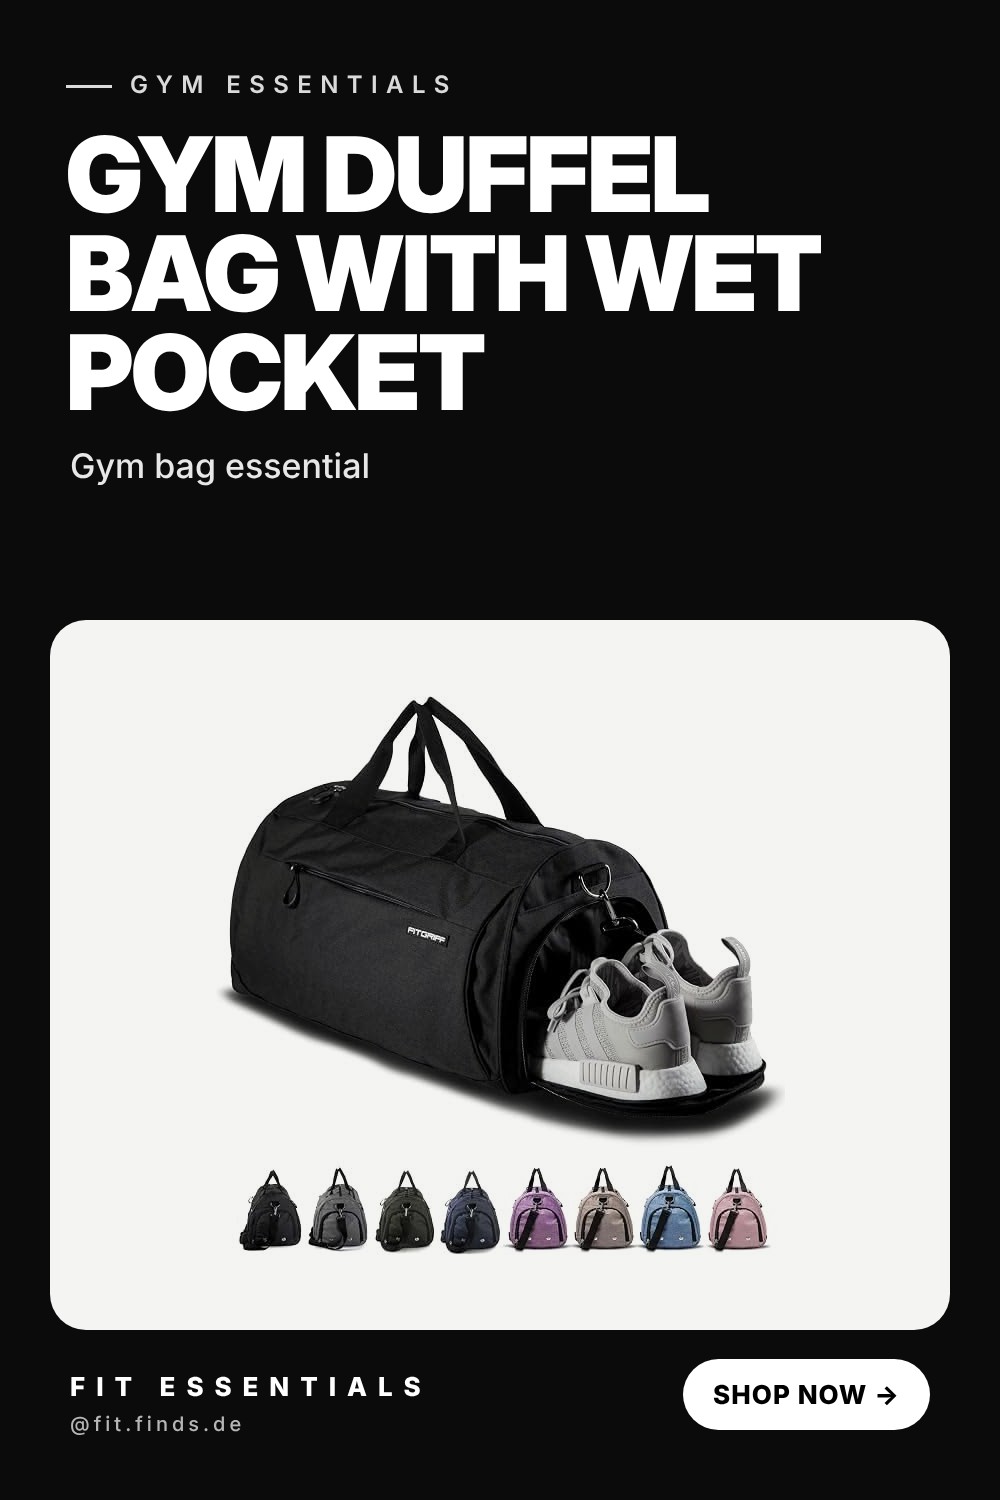 GYM ESSENTIALS
GYM DUFFEL
BAG WITH WET
POCKET
Gym bag essential
FITGRIFF
FIT ESSENTIALS
@fit.finds.de
SHOP NOW →